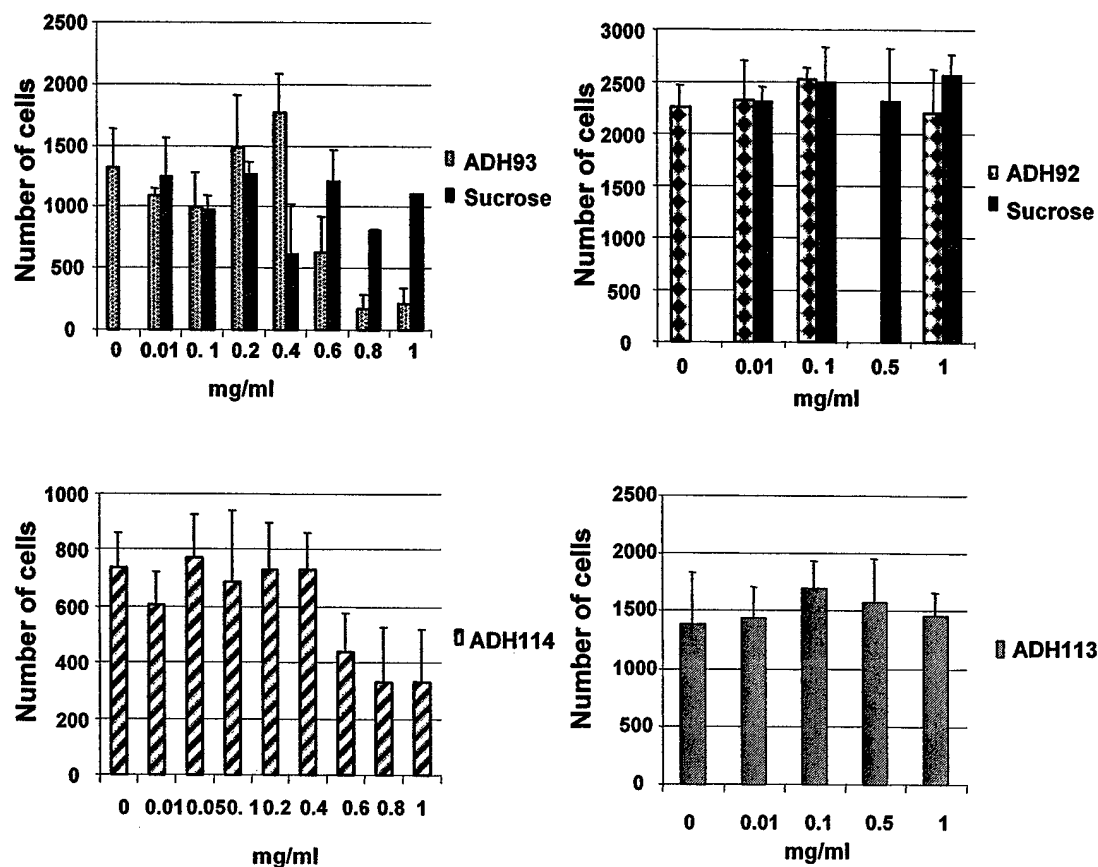 Number of cells
2500
2000
1500
1000
500
0
0 0.01 0. 1 0.2 0.4 0.6 0.8 1
mg/ml
ADH93
Sucrose
Number of cells
3000
2500
2000
1500
1000
500
0
0 0.01 0. 1 0.5 1
mg/ml
ADH92
Sucrose
Number of cells
1000
800
600
400
200
0
0 0.01 0.05 0. 1 0.2 0.4 0.6 0.8 1
mg/ml
ADH114
Number of cells
2500
2000
1500
1000
500
0
0 0.01 0.1 0.5 1
mg/ml
ADH113